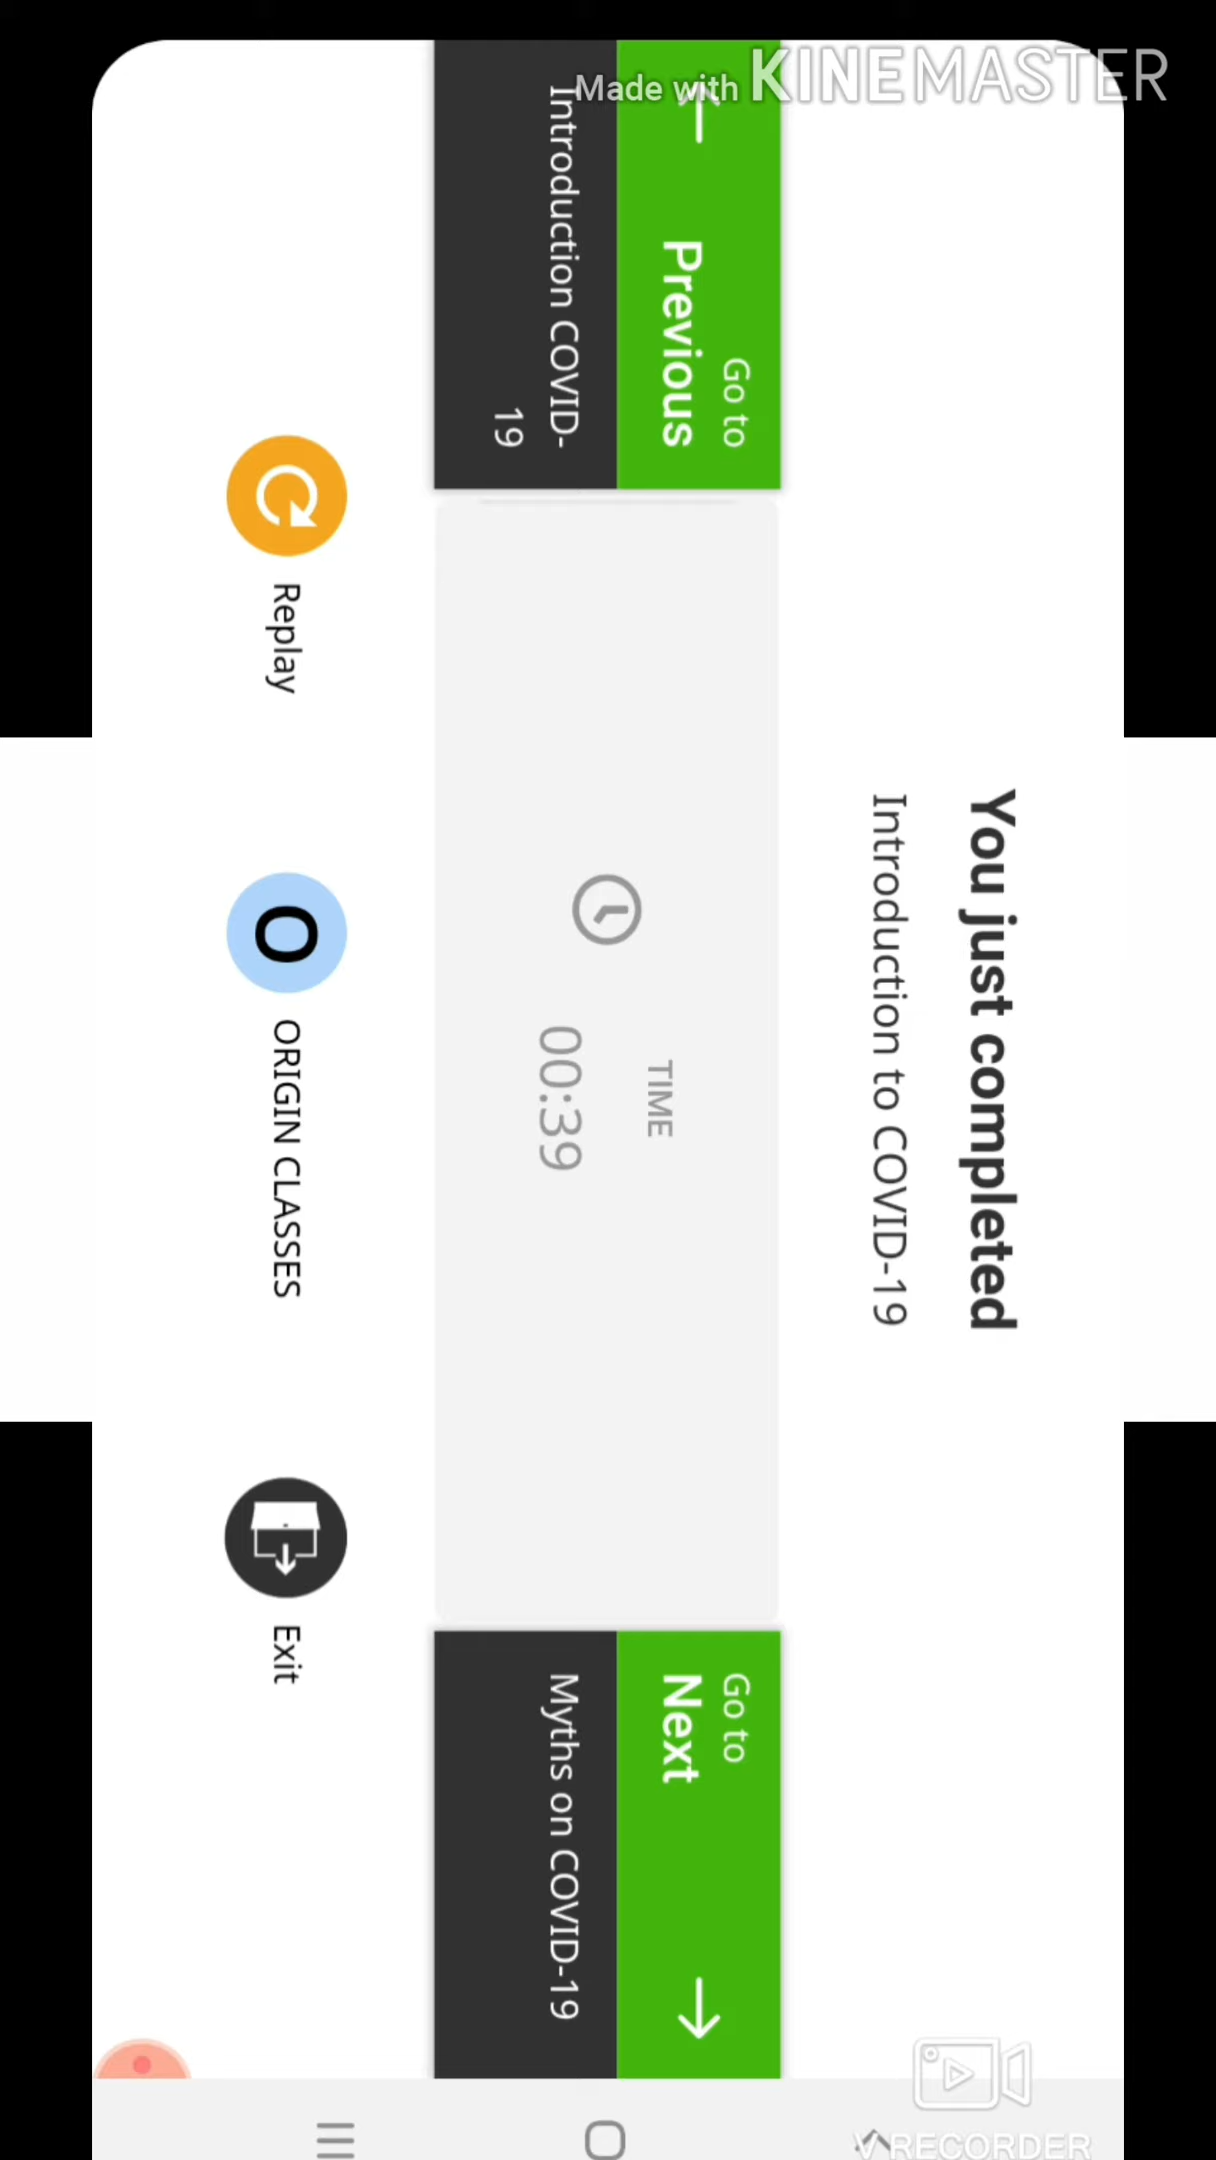 Made with KINEMASTER
You just completed
Introduction to COVID-19
Go to
Previous
Introduction COVID-
19
TIME
00:39
Go to
Next
Myths on COVID-19
Replay
O
ORIGIN CLASSES
Exit
V RECORDER